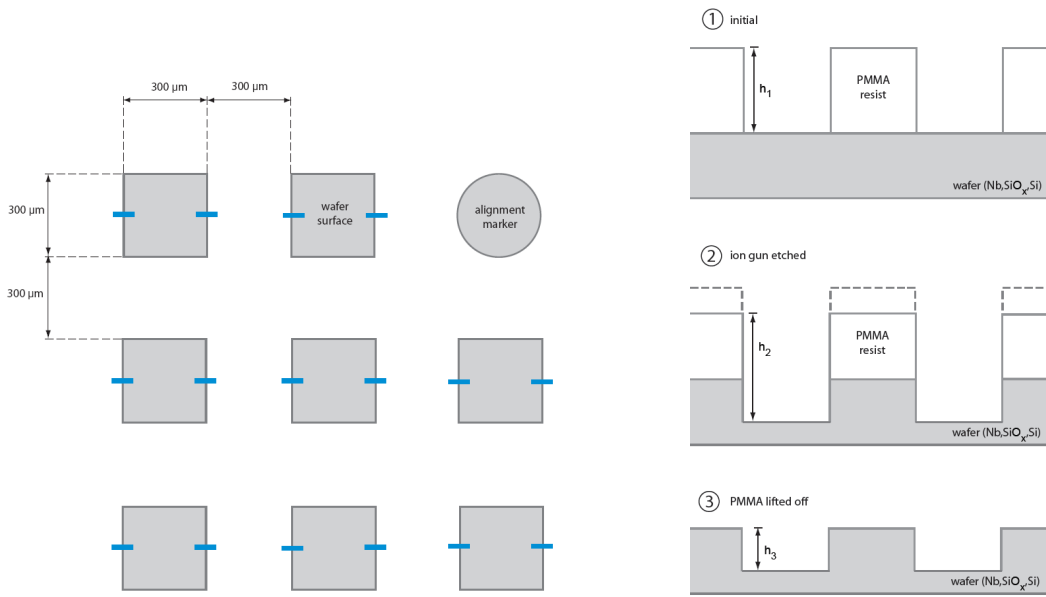 300 µm
300 µm
300 µm
300 µm
wafer
surface
alignment
marker
1 initial
h1
PMMA
resist
wafer (Nb,SiOx,Si)
2 ion gun etched
h2
PMMA
resist
wafer (Nb,SiOx,Si)
3 PMMA lifted off
h3
wafer (Nb,SiOx,Si)